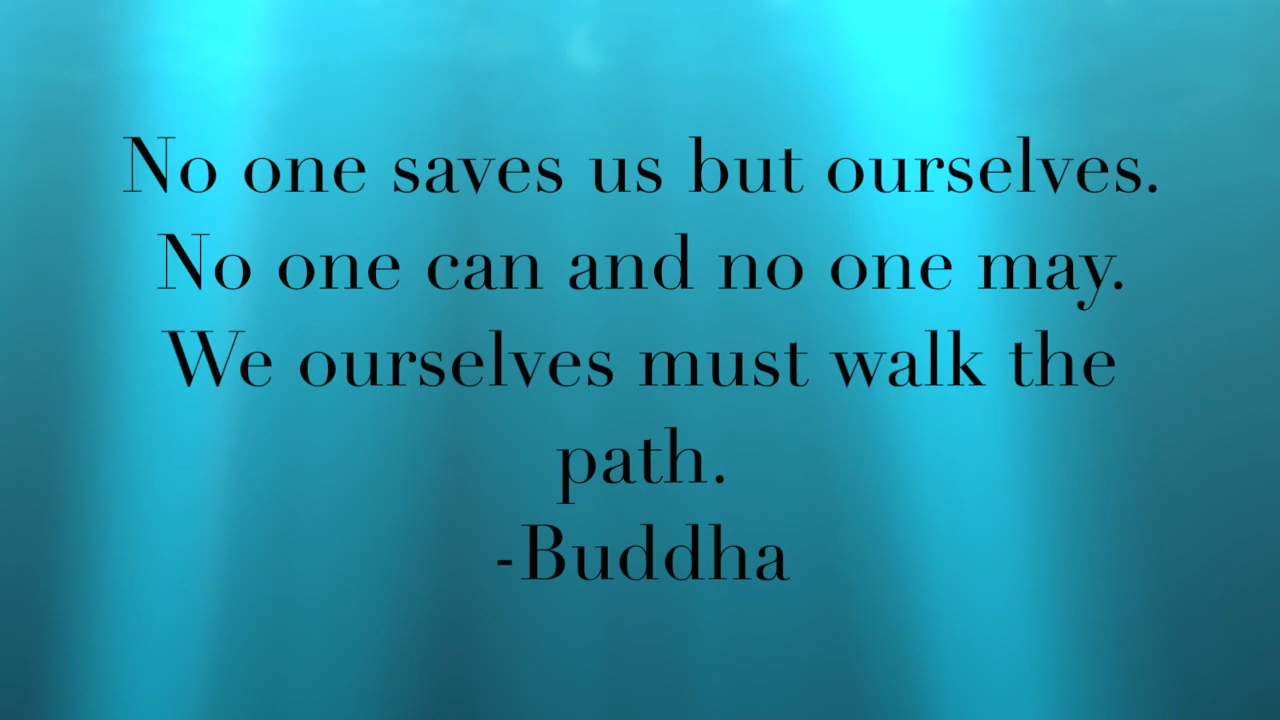 No one saves us but ourselves.
No one can and no one may.
We ourselves must walk the
path.
-Buddha